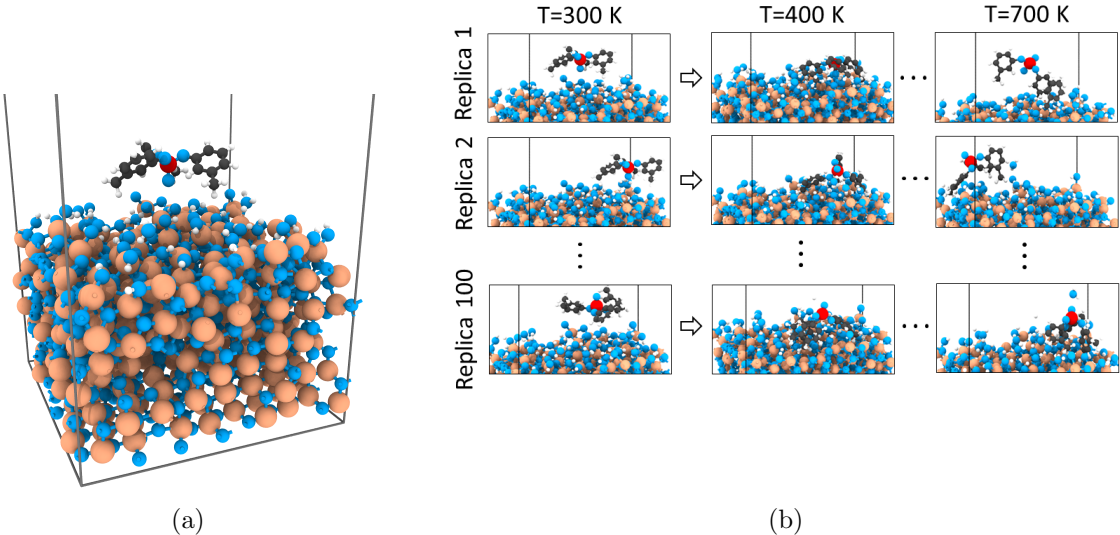 T=300 K
T=400 K
T=700 K
Replica 1
Replica 2
Replica 100
(a)
(b)